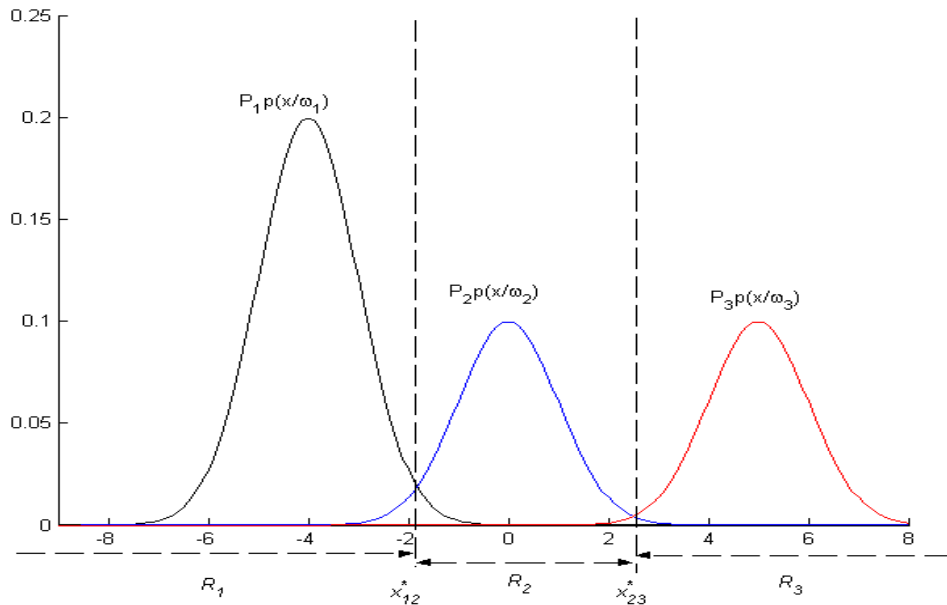 0.25
P₁p(x/ω₁)
0.2
0.15
P₂p(x/ω₂)
P₃p(x/ω₃)
0.1
0.05
0
-8 -6 -4 -2 0 2 4 6 8
R₁ x*₁₂ R₂ x*₂₃ R₃